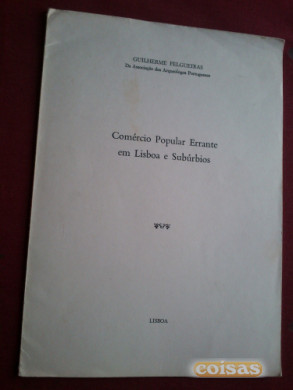 GUILHERME FELGUEIRAS
Da Associação dos Arqueólogos Portugueses
Comércio Popular Errante
em Lisboa e Subúrbios
LISBOA
coisas